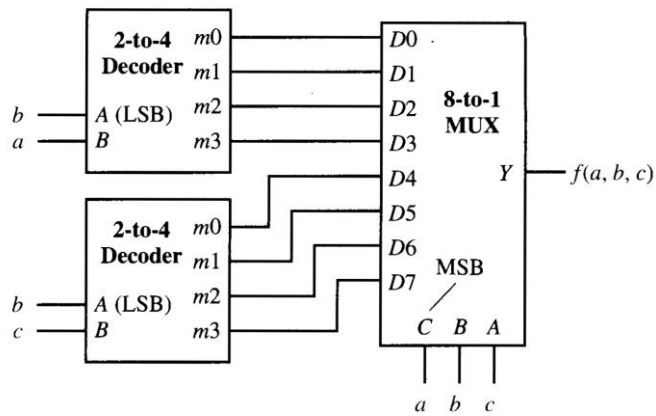 2-to-4
Decoder
m0
m1
m2
m3
b
A (LSB)
a
B
2-to-4
Decoder
m0
m1
m2
m3
b
A (LSB)
c
B
D0
D1
D2
D3
D4
D5
D6
D7
8-to-1
MUX
Y
f(a, b, c)
MSB
C B A
a b c